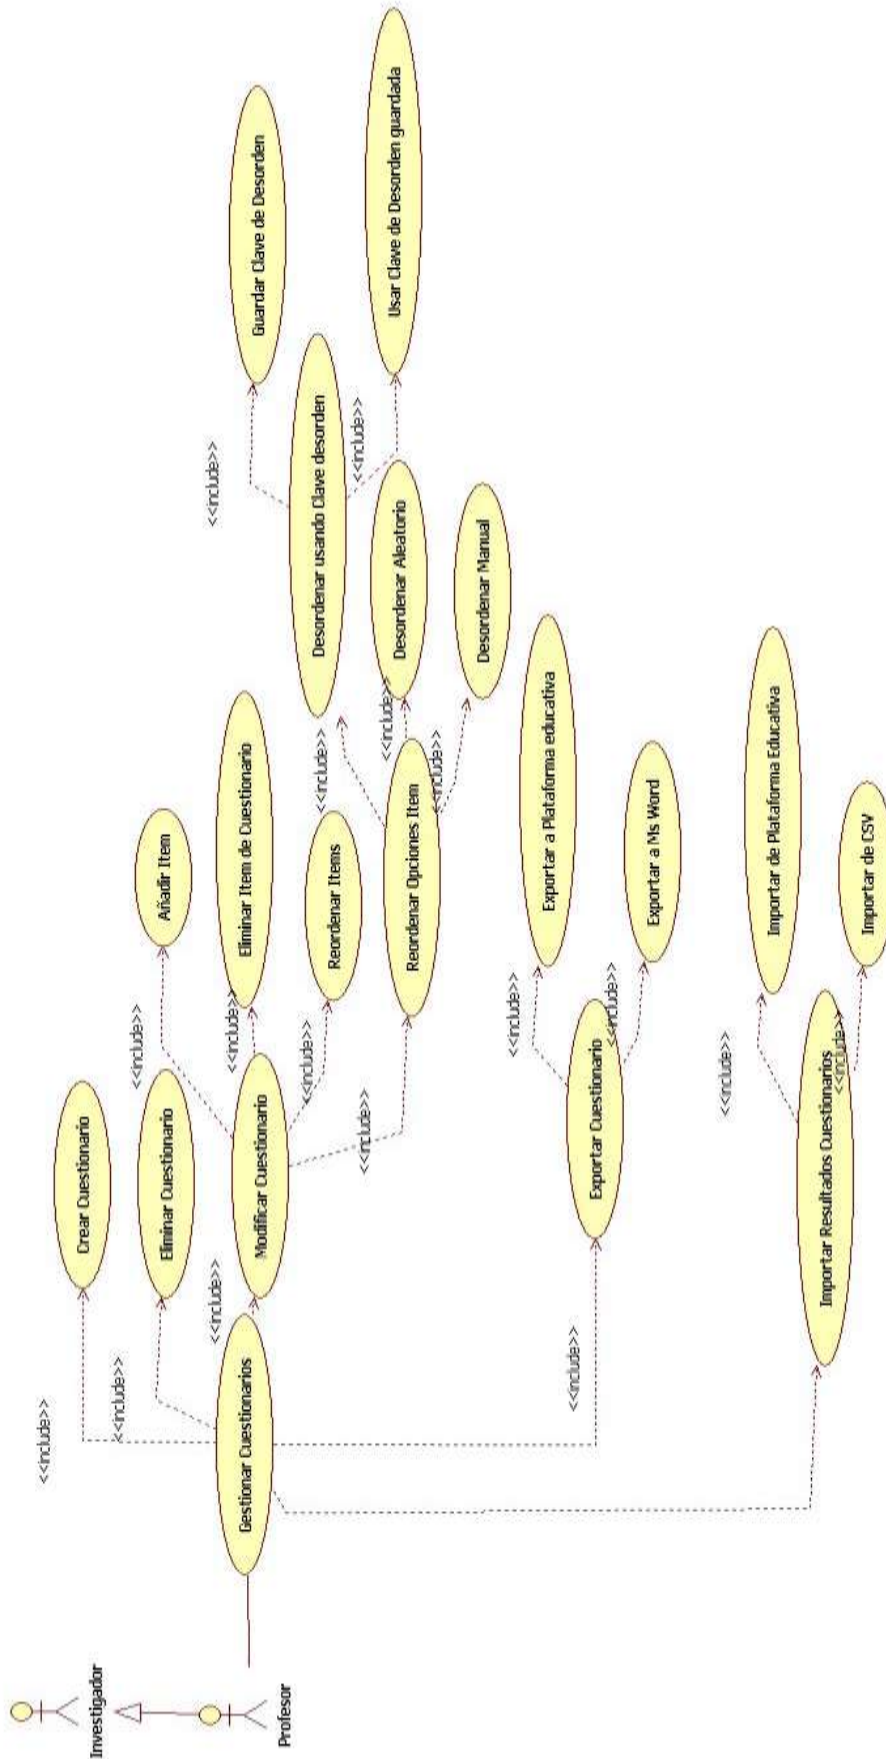 Investigador
Profesor
Gestionar Cuestionarios
<<include>>
<<include>>
<<include>>
<<include>>
Crear Cuestionario
Eliminar Cuestionario
Modificar Cuestionario
Exportar Cuestionario
Importar Resultados Cuestionarios
<<include>>
<<include>>
<<include>>
<<include>>
Añadir Item
Eliminar Item de Cuestionario
Reordenar Items
Reordenar Opciones Item
<<include>>
<<include>>
Exportar a Plataforma educativa
Exportar a Ms Word
<<include>>
<<include>>
Importar de Plataforma Educativa
Importar de CSV
<<include>>
<<include>>
<<include>>
Desordenar usando Clave desorden
Desordenar Aleatorio
Desordenar Manual
<<include>>
<<include>>
Guardar Clave de Desorden
Usar Clave de Desorden guardada